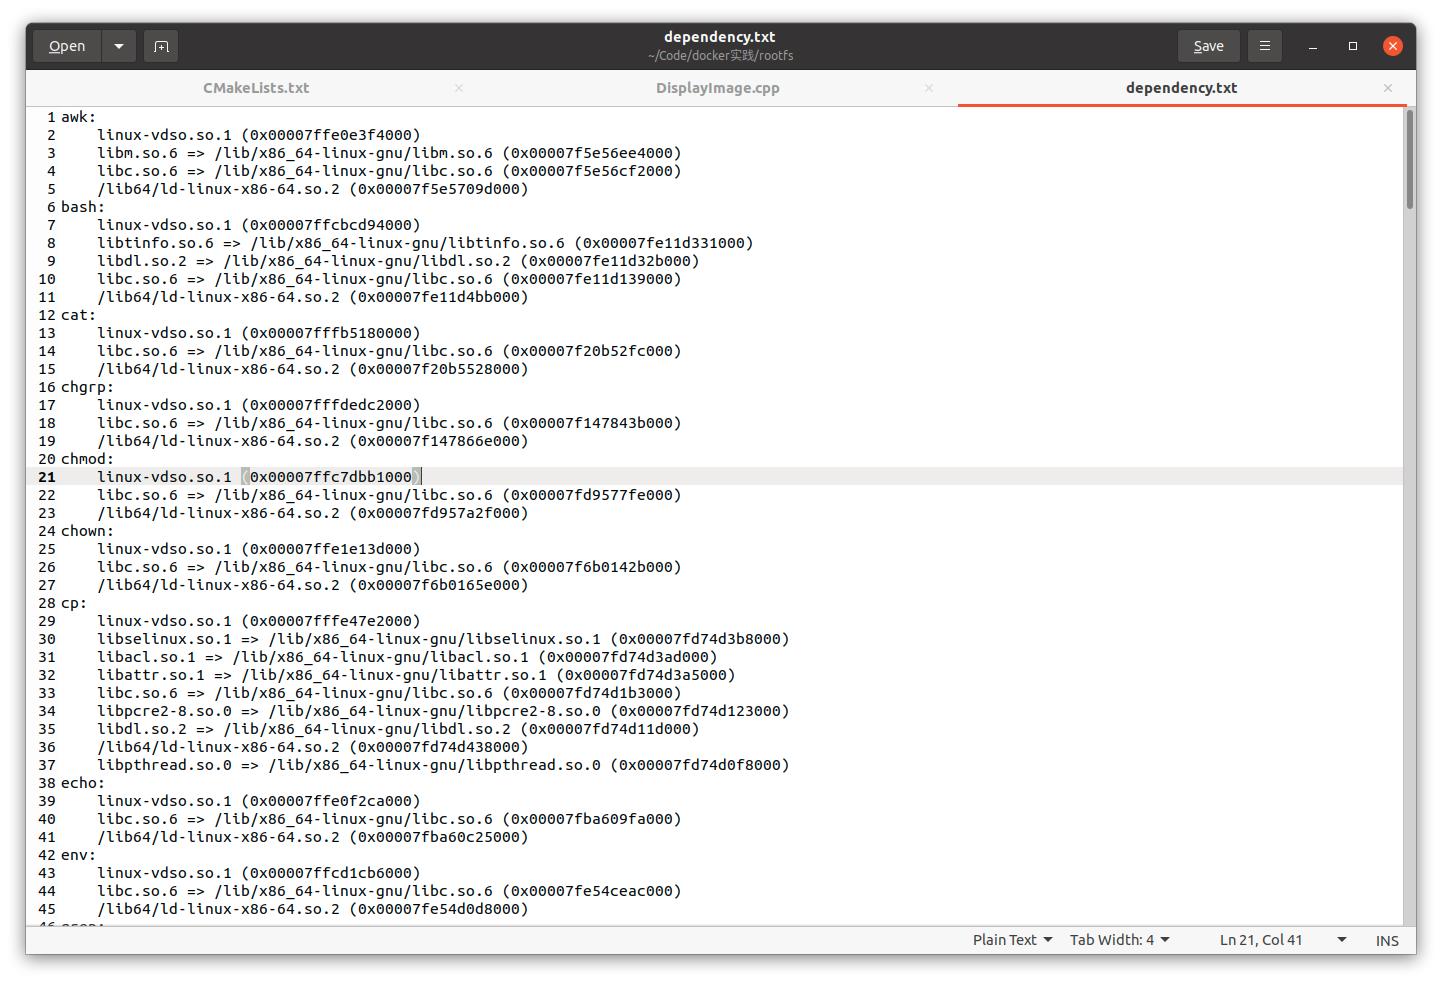 Open
dependency.txt
~/Code/docker实践/rootfs
Save
CMakeLists.txt
DisplayImage.cpp
dependency.txt
1 awk:
2 linux-vdso.so.1 (0x00007ffe0e3f4000)
3 libm.so.6 => /lib/x86_64-linux-gnu/libm.so.6 (0x00007f5e56ee4000)
4 libc.so.6 => /lib/x86_64-linux-gnu/libc.so.6 (0x00007f5e56cf2000)
5 /lib64/ld-linux-x86-64.so.2 (0x00007f5e5709d000)
6 bash:
7 linux-vdso.so.1 (0x00007ffcbcd94000)
8 libtinfo.so.6 => /lib/x86_64-linux-gnu/libtinfo.so.6 (0x00007fe11d331000)
9 libdl.so.2 => /lib/x86_64-linux-gnu/libdl.so.2 (0x00007fe11d32b000)
10 libc.so.6 => /lib/x86_64-linux-gnu/libc.so.6 (0x00007fe11d139000)
11 /lib64/ld-linux-x86-64.so.2 (0x00007fe11d4bb000)
12 cat:
13 linux-vdso.so.1 (0x00007fffb5180000)
14 libc.so.6 => /lib/x86_64-linux-gnu/libc.so.6 (0x00007f20b52fc000)
15 /lib64/ld-linux-x86-64.so.2 (0x00007f20b5528000)
16 chgrp:
17 linux-vdso.so.1 (0x00007fffdedc2000)
18 libc.so.6 => /lib/x86_64-linux-gnu/libc.so.6 (0x00007f147843b000)
19 /lib64/ld-linux-x86-64.so.2 (0x00007f147866e000)
20 chmod:
21 linux-vdso.so.1 (0x00007ffc7dbb1000)
22 libc.so.6 => /lib/x86_64-linux-gnu/libc.so.6 (0x00007fd9577fe000)
23 /lib64/ld-linux-x86-64.so.2 (0x00007fd957a2f000)
24 chown:
25 linux-vdso.so.1 (0x00007ffe1e13d000)
26 libc.so.6 => /lib/x86_64-linux-gnu/libc.so.6 (0x00007f6b0142b000)
27 /lib64/ld-linux-x86-64.so.2 (0x00007f6b0165e000)
28 cp:
29 linux-vdso.so.1 (0x00007fffe47e2000)
30 libselinux.so.1 => /lib/x86_64-linux-gnu/libselinux.so.1 (0x00007fd74d3b8000)
31 libacl.so.1 => /lib/x86_64-linux-gnu/libacl.so.1 (0x00007fd74d3ad000)
32 libattr.so.1 => /lib/x86_64-linux-gnu/libattr.so.1 (0x00007fd74d3a5000)
33 libc.so.6 => /lib/x86_64-linux-gnu/libc.so.6 (0x00007fd74d1b3000)
34 libpcre2-8.so.0 => /lib/x86_64-linux-gnu/libpcre2-8.so.0 (0x00007fd74d123000)
35 libdl.so.2 => /lib/x86_64-linux-gnu/libdl.so.2 (0x00007fd74d11d000)
36 /lib64/ld-linux-x86-64.so.2 (0x00007fd74d438000)
37 libpthread.so.0 => /lib/x86_64-linux-gnu/libpthread.so.0 (0x00007fd74d0f8000)
38 echo:
39 linux-vdso.so.1 (0x00007ffe0f2ca000)
40 libc.so.6 => /lib/x86_64-linux-gnu/libc.so.6 (0x00007fba609fa000)
41 /lib64/ld-linux-x86-64.so.2 (0x00007fba60c25000)
42 env:
43 linux-vdso.so.1 (0x00007ffcd1cb6000)
44 libc.so.6 => /lib/x86_64-linux-gnu/libc.so.6 (0x00007fe54ceac000)
45 /lib64/ld-linux-x86-64.so.2 (0x00007fe54d0d8000)
Plain Text
Tab Width: 4
Ln 21, Col 41
INS